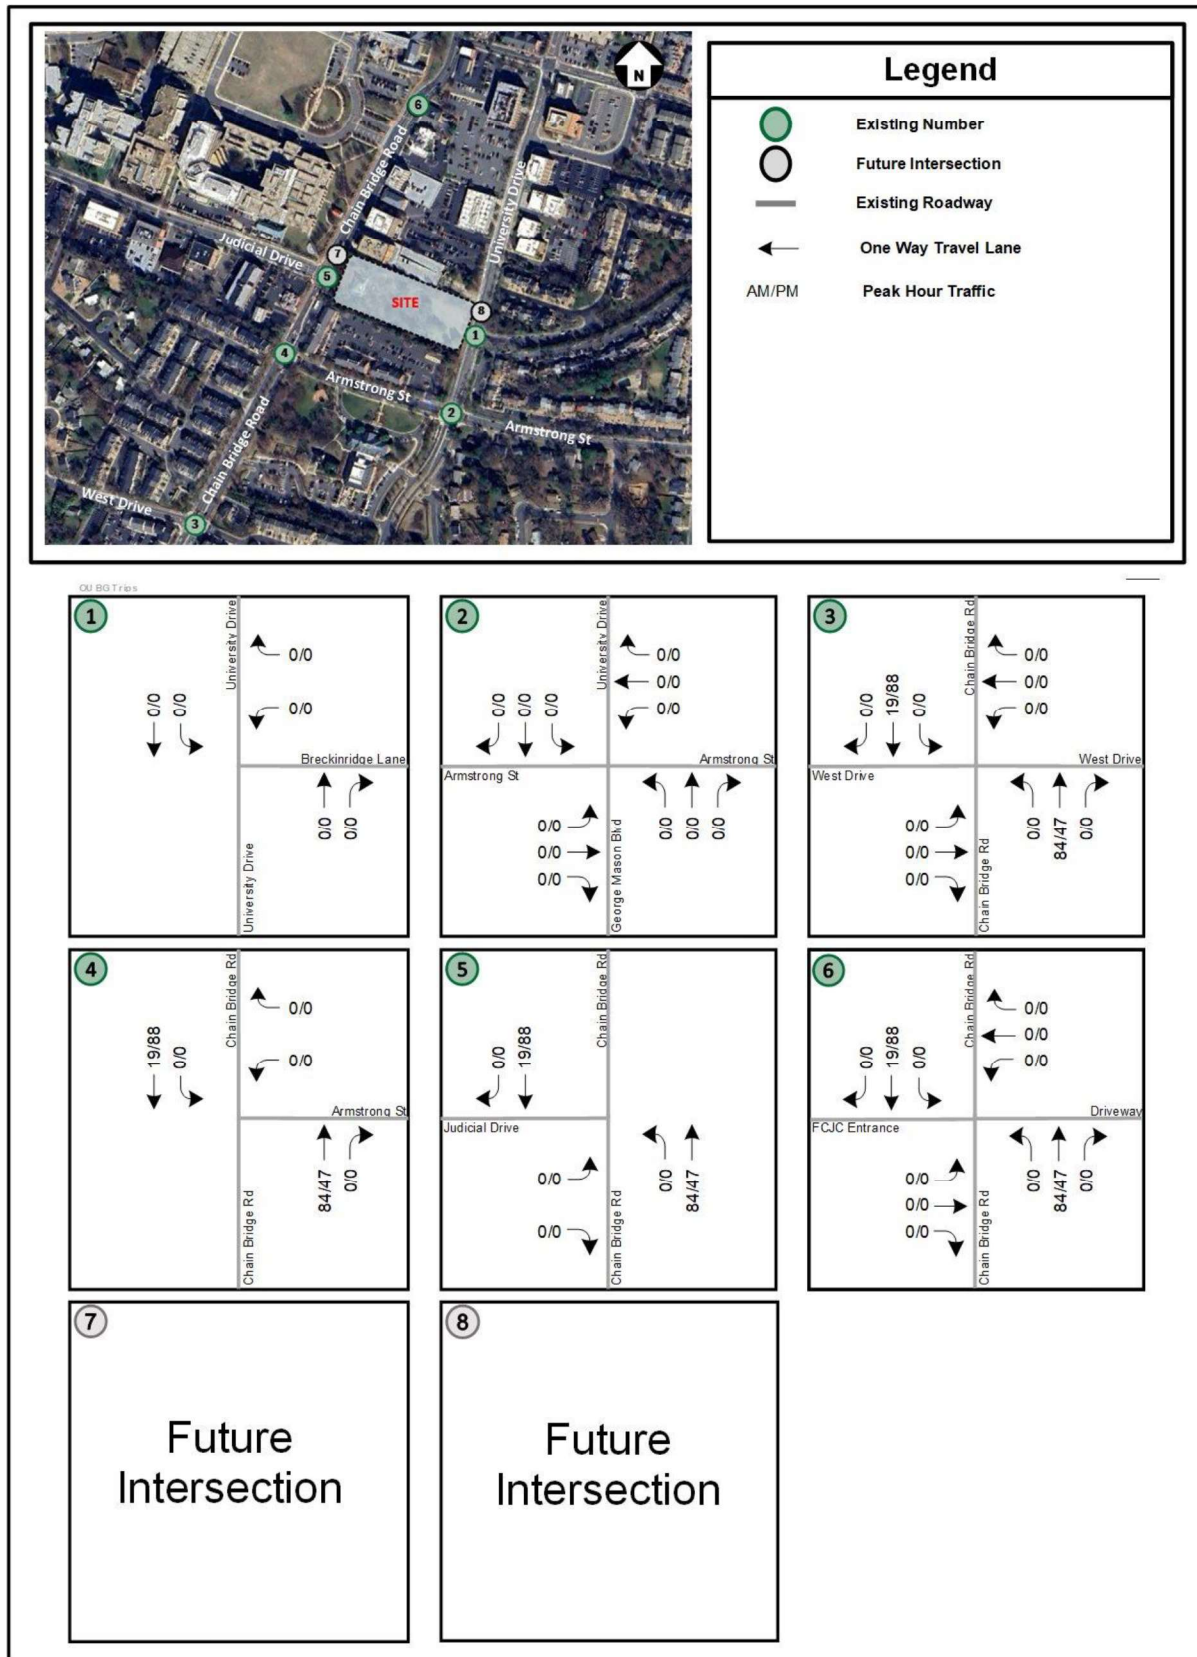 N
6
Chain Bridge Road
University Drive
Judicial Drive
7
5
SITE
8
1
4
Armstrong St
2
Armstrong St
Chain Bridge Road
West Drive
3
Legend
Existing Number
Future Intersection
Existing Roadway
One Way Travel Lane
AM/PM Peak Hour Traffic
OU BG Trips
1
University Drive
0/0
0/0
0/0
0/0
Breckinridge Lane
0/0
0/0
University Drive
2
University Drive
0/0
0/0
0/0
0/0
0/0
0/0
Armstrong St
Armstrong St
0/0
0/0
0/0
0/0
0/0
0/0
George Mason Blvd
3
Chain Bridge Rd
0/0
19/88
0/0
0/0
0/0
0/0
West Drive
West Drive
0/0
0/0
0/0
0/0
84/47
0/0
Chain Bridge Rd
4
Chain Bridge Rd
19/88
0/0
0/0
0/0
Armstrong St
84/47
0/0
Chain Bridge Rd
5
Chain Bridge Rd
0/0
19/88
Judicial Drive
0/0
0/0
0/0
84/47
Chain Bridge Rd
6
Chain Bridge Rd
0/0
19/88
0/0
0/0
0/0
0/0
FCJC Entrance
Driveway
0/0
0/0
0/0
0/0
84/47
0/0
Chain Bridge Rd
7
Future
Intersection
8
Future
Intersection